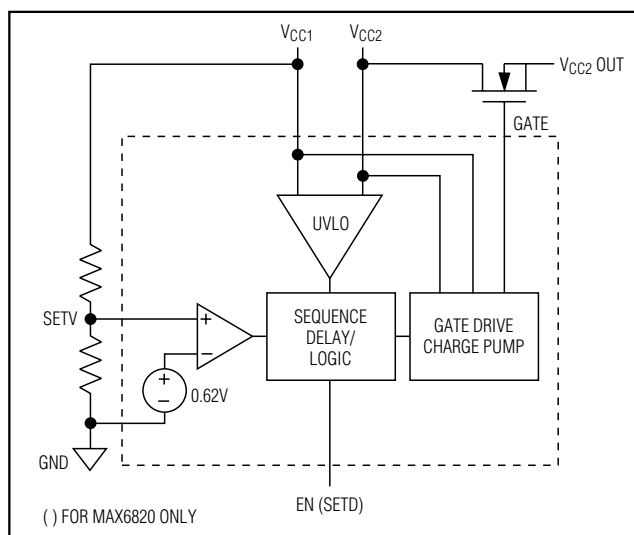 VCC1
VCC2
VCC2 OUT
GATE
UVLO
SETV
+
−
SEQUENCE
DELAY/
LOGIC
GATE DRIVE
CHARGE PUMP
+
−
0.62V
GND
EN (SETD)
( ) FOR MAX6820 ONLY